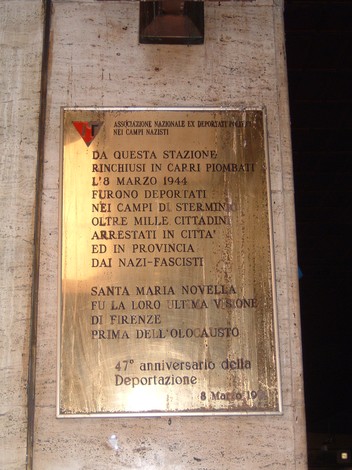 ASSOCIAZIONE NAZIONALE EX DEPORTATI
NEI CAMPI NAZISTI
DA QUESTA STAZIONE
RINCHIUSI IN CARRI PIOMBATI
L'8 MARZO 1944
FURONO DEPORTATI
NEI CAMPI DI STERMINIO
OLTRE MILLE CITTADINI
ARRESTATI IN CITTA'
ED IN PROVINCIA
DAI NAZI-FASCISTI
SANTA MARIA NOVELLA
FU LA LORO ULTIMA VISIONE
DI FIRENZE
PRIMA DELL'OLOCAUSTO
47° anniversario della
Deportazione
8 Marzo